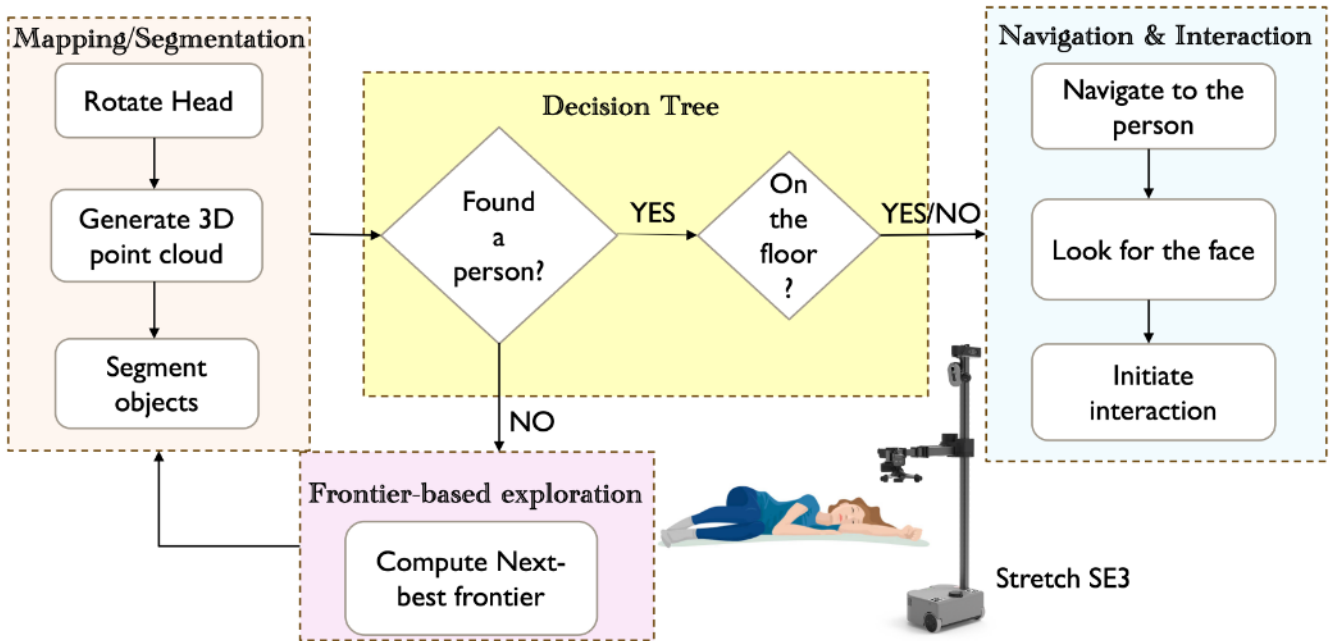 Mapping/Segmentation
Rotate Head
Generate 3D
point cloud
Segment
objects
Decision Tree
Found
a
person?
YES
On
the
floor
?
YES/NO
NO
Navigation & Interaction
Navigate to the
person
Look for the face
Initiate
interaction
Frontier-based exploration
Compute Next-
best frontier
Stretch SE3